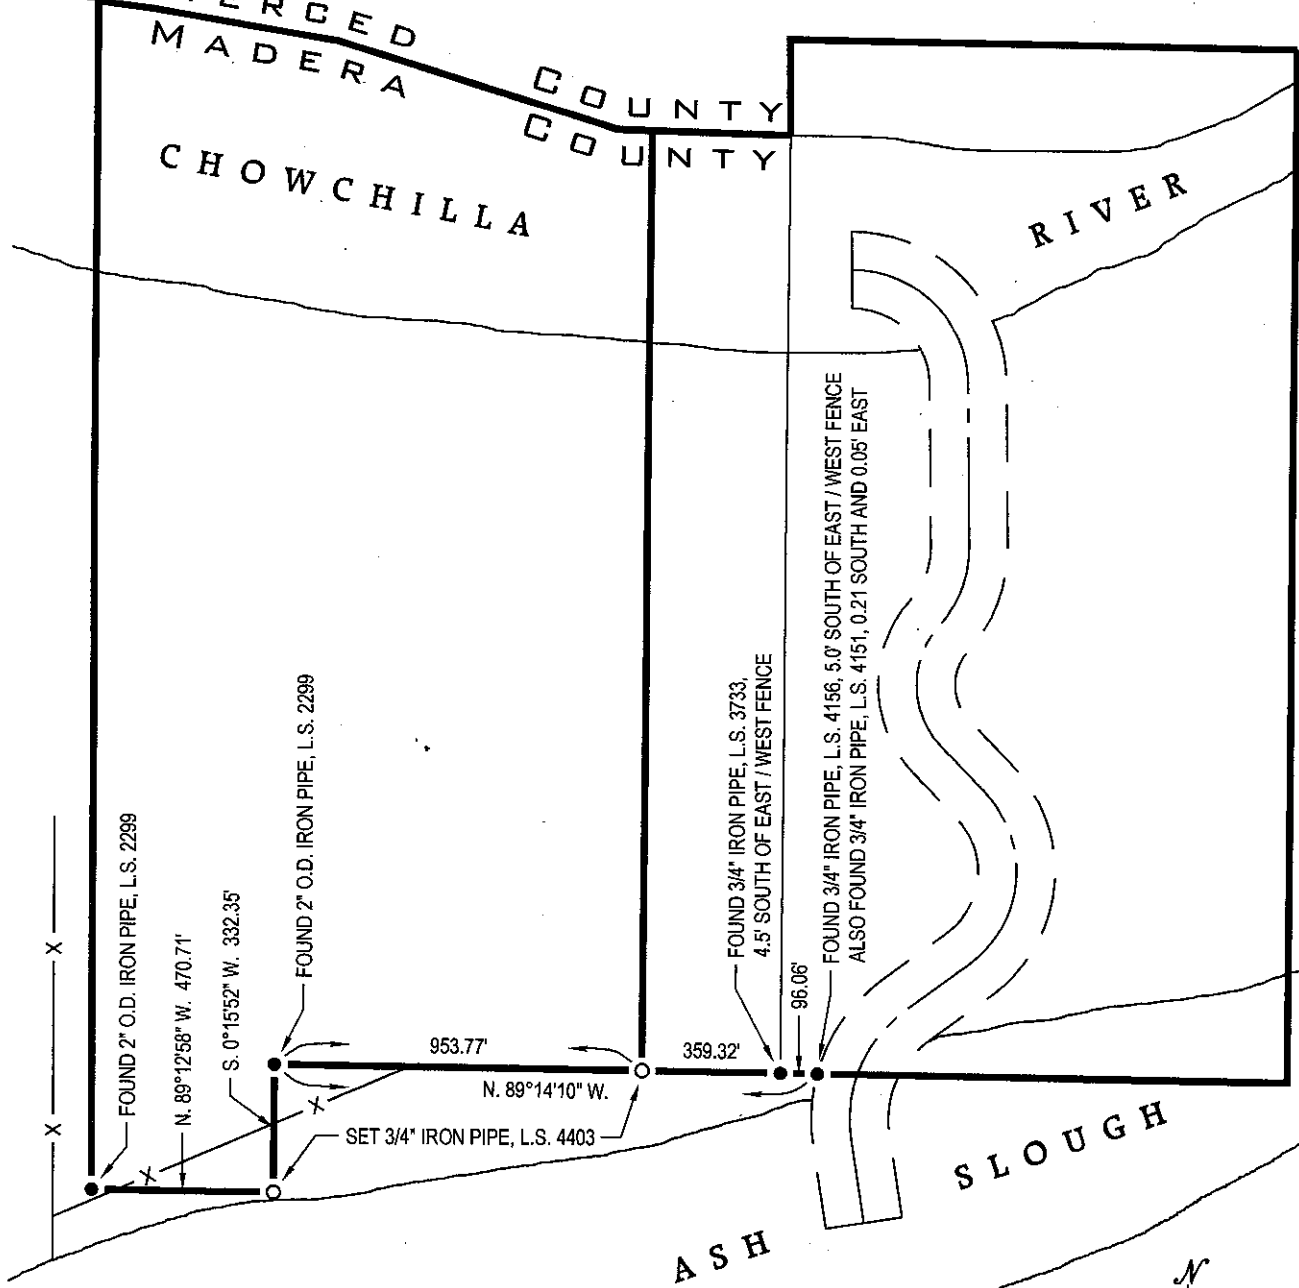 ERCED COUNTY
MADERA COUNTY
CHOWCHILLA
RIVER
FOUND 3/4" IRON PIPE, L.S. 4156, 5.0' SOUTH OF EAST / WEST FENCE
ALSO FOUND 3/4" IRON PIPE, L.S. 4151, 0.21 SOUTH AND 0.05' EAST
FOUND 3/4" IRON PIPE, L.S. 3733,
4.5' SOUTH OF EAST / WEST FENCE
FOUND 2" O.D. IRON PIPE, L.S. 2299
FOUND 2" O.D. IRON PIPE, L.S. 2299
N. 89°12'58" W. 470.71'
S. 0°15'52" W. 332.35'
X
X
X
X
953.77'
359.32'
96.06'
N. 89°14'10" W.
SET 3/4" IRON PIPE, L.S. 4403
ASH SLOUGH
N